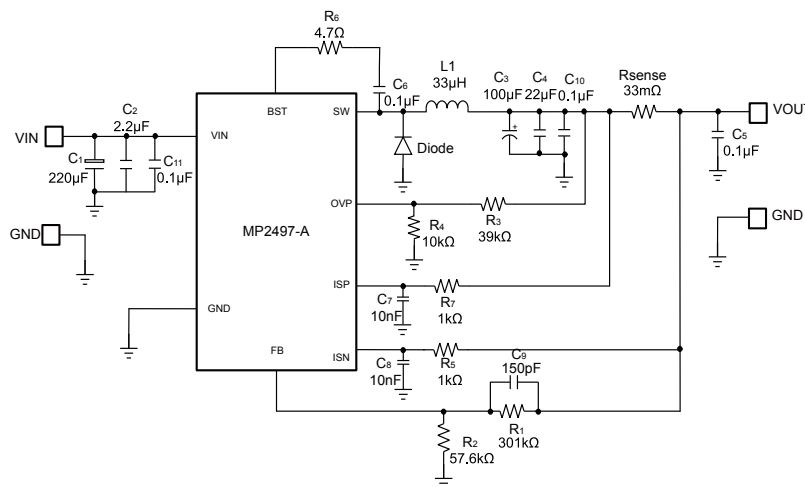 R6
4.7Ω
C6
0.1µF
L1
33µH
C3
100µF
C4
22µF
C10
0.1µF
Rsense
33mΩ
VOUT
C5
0.1µF
BST
SW
VIN
C2
2.2µF
VIN
C1
220µF
C11
0.1µF
Diode
OVP
R4
10kΩ
R3
39kΩ
GND
GND
MP2497-A
ISP
C7
10nF
R7
1kΩ
GND
FB
ISN
C8
10nF
R5
1kΩ
C9
150pF
R1
301kΩ
R2
57.6kΩ